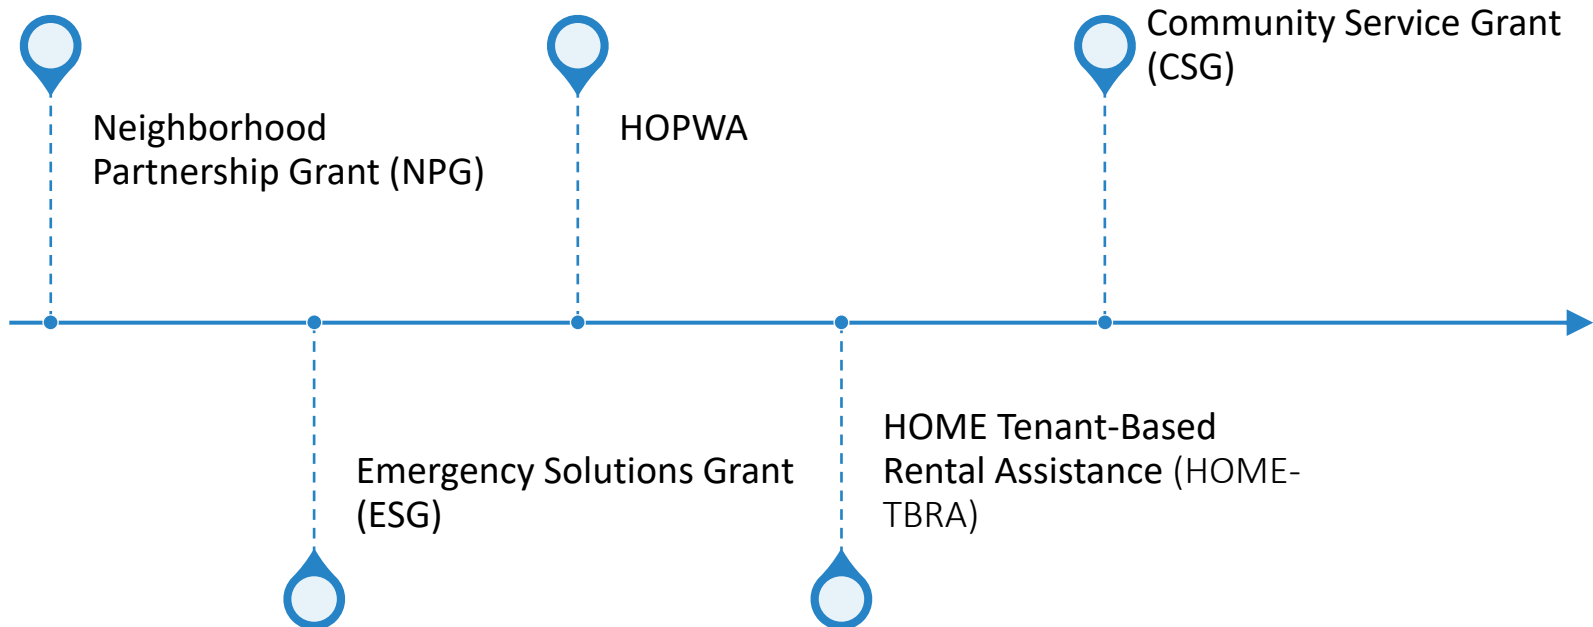 Neighborhood
Partnership Grant (NPG)
Emergency Solutions Grant
(ESG)
HOPWA
HOME Tenant-Based
Rental Assistance (HOME-
TBRA)
Community Service Grant
(CSG)